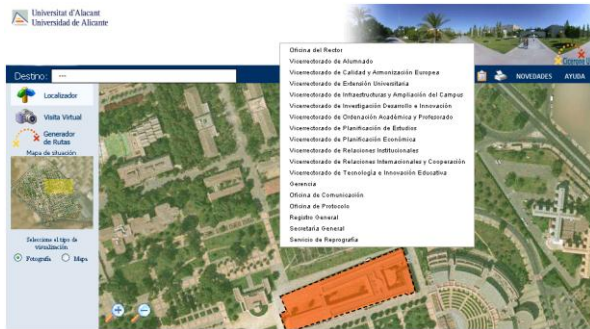 Universitat d'Alacant
Universidad de Alicante
Destino: ---
NOVEDADES AYUDA
Localizador
Visita Virtual
Generador
de Rutas
Mapa de situación
Seleccione el tipo de
visualización
Fotografía Mapa
Oficina del Rector
Vicerrectorado de Alumnado
Vicerrectorado de Calidad y Armonización Europea
Vicerrectorado de Extensión Universitaria
Vicerrectorado de Infraestructuras y Ampliación del Campus
Vicerrectorado de Investigación Desarrollo e Innovación
Vicerrectorado de Ordenación Académica y Profesorado
Vicerrectorado de Planificación de Estudios
Vicerrectorado de Planificación Económica
Vicerrectorado de Relaciones Institucionales
Vicerrectorado de Relaciones Internacionales y Cooperación
Vicerrectorado de Tecnología e Innovación Educativa
Gerencia
Oficina de Comunicación
Oficina de Protocolo
Registro General
Secretaría General
Servicio de Reprografía